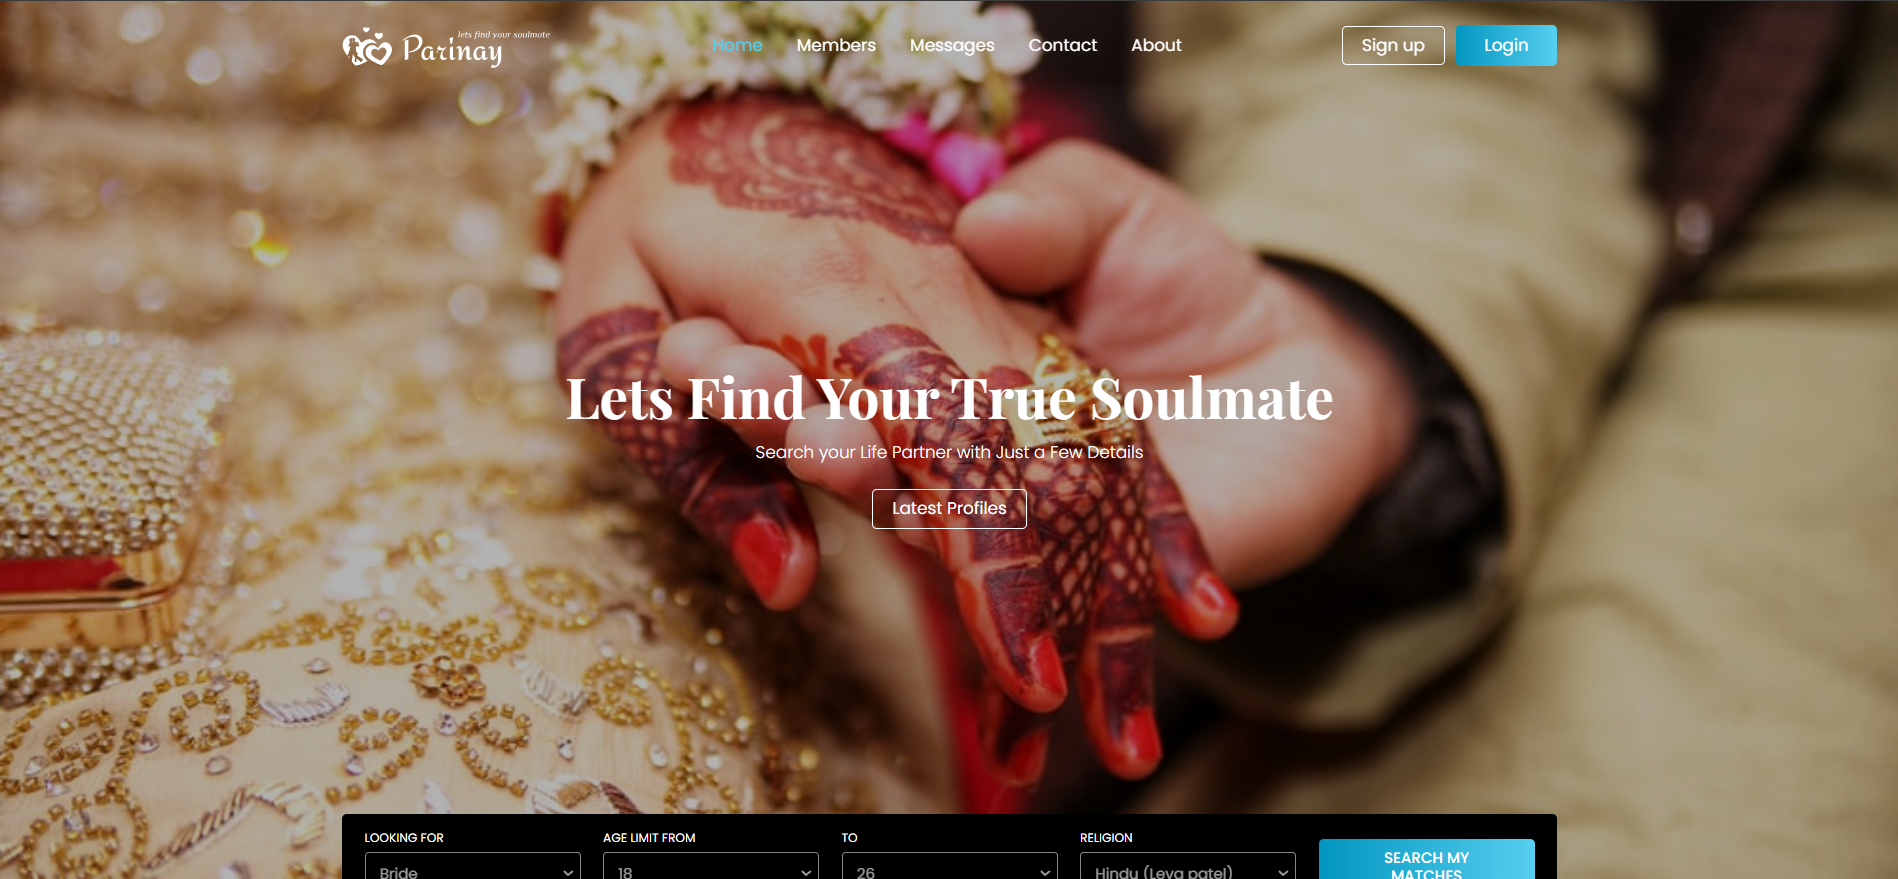 lets find your soulmate
Parinay
Home Members Messages Contact About
Sign up Login
Lets Find Your True Soulmate
Search your Life Partner with Just a Few Details
Latest Profiles
LOOKING FOR AGE LIMIT FROM TO RELIGION
Bride 18 26 Hindu (Leva patel)
SEARCH MY
MATCHES